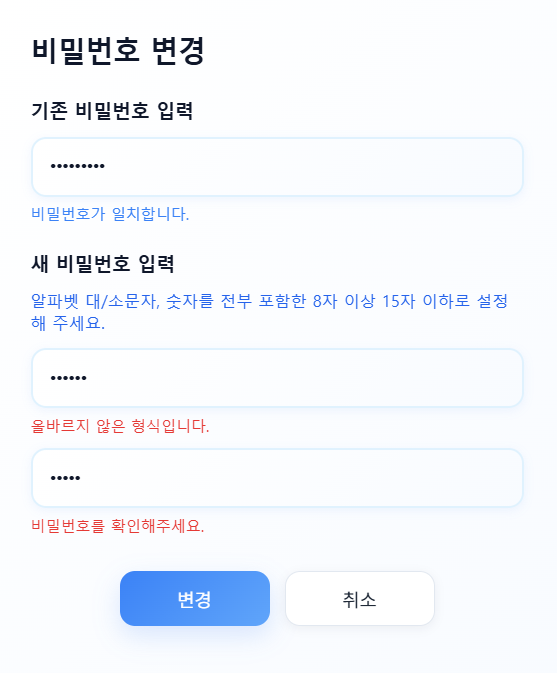 비밀번호 변경
기존 비밀번호 입력
•••••••••
비밀번호가 일치합니다.
새 비밀번호 입력
알파벳 대/소문자, 숫자를 전부 포함한 8자 이상 15자 이하로 설정
해 주세요.
••••••
올바르지 않은 형식입니다.
•••••
비밀번호를 확인해주세요.
변경
취소